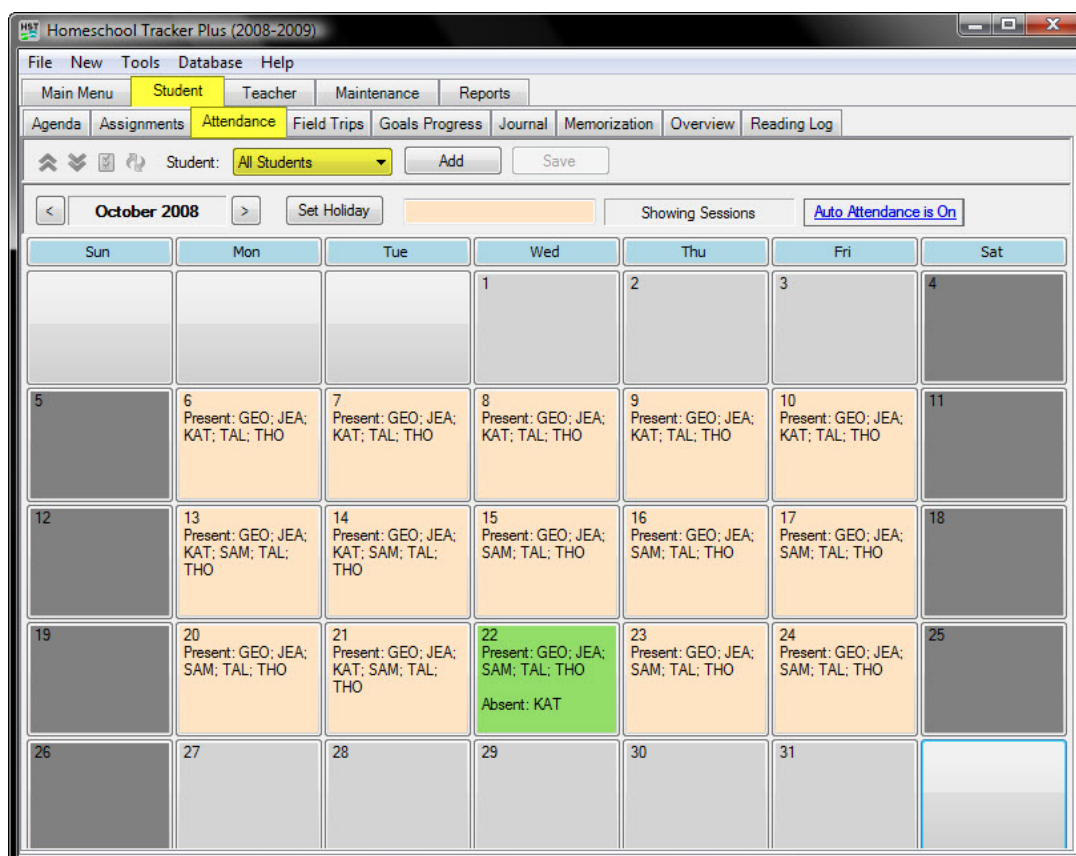 HST Homeschool Tracker Plus (2008-2009)
File New Tools Database Help
Main Menu Student Teacher Maintenance Reports
Agenda Assignments Attendance Field Trips Goals Progress Journal Memorization Overview Reading Log
Student: All Students Add Save
< October 2008 > Set Holiday Showing Sessions Auto Attendance is On
Sun Mon Tue Wed Thu Fri Sat
1 2 3 4
5
6
Present: GEO; JEA;
KAT; TAL; THO
7
Present: GEO; JEA;
KAT; TAL; THO
8
Present: GEO; JEA;
KAT; TAL; THO
9
Present: GEO; JEA;
KAT; TAL; THO
10
Present: GEO; JEA;
KAT; TAL; THO
11
12
13
Present: GEO; JEA;
KAT; SAM; TAL;
THO
14
Present: GEO; JEA;
KAT; SAM; TAL;
THO
15
Present: GEO; JEA;
SAM; TAL; THO
16
Present: GEO; JEA;
SAM; TAL; THO
17
Present: GEO; JEA;
SAM; TAL; THO
18
19
20
Present: GEO; JEA;
SAM; TAL; THO
21
Present: GEO; JEA;
KAT; SAM; TAL;
THO
22
Present: GEO; JEA;
SAM; TAL; THO
Absent: KAT
23
Present: GEO; JEA;
SAM; TAL; THO
24
Present: GEO; JEA;
SAM; TAL; THO
25
26 27 28 29 30 31